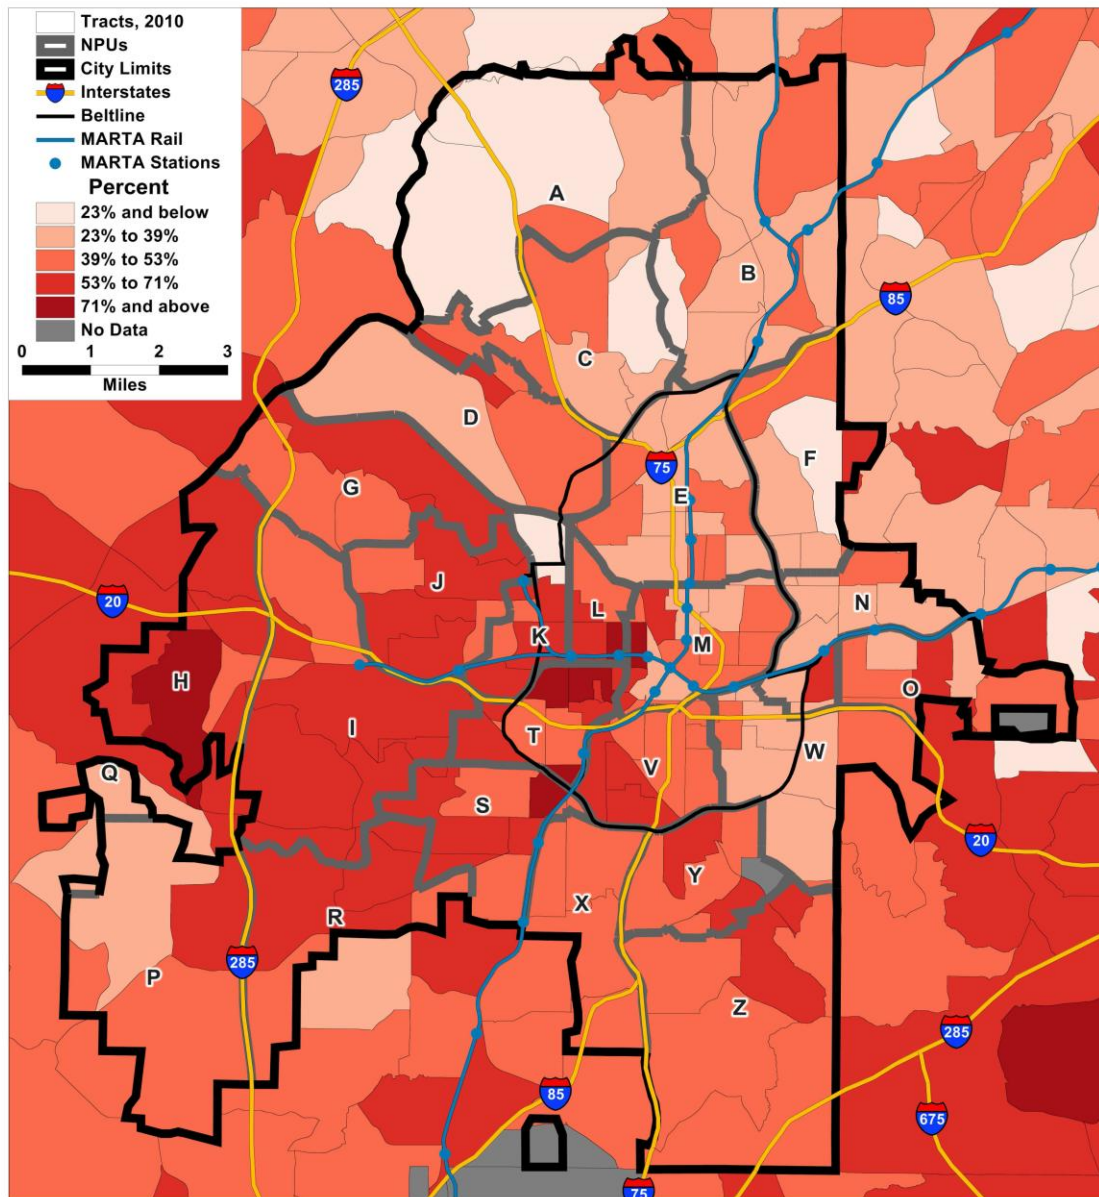 Tracts, 2010
NPUs
City Limits
Interstates
Beltline
MARTA Rail
MARTA Stations
Percent
23% and below
23% to 39%
39% to 53%
53% to 71%
71% and above
No Data
0 1 2 3
Miles
285
A
B
85
C
D
F
75
E
G
J
20
L
N
K
M
H
O
I
T
W
V
Q
S
20
Y
X
R
285
P
Z
285
85
675
75